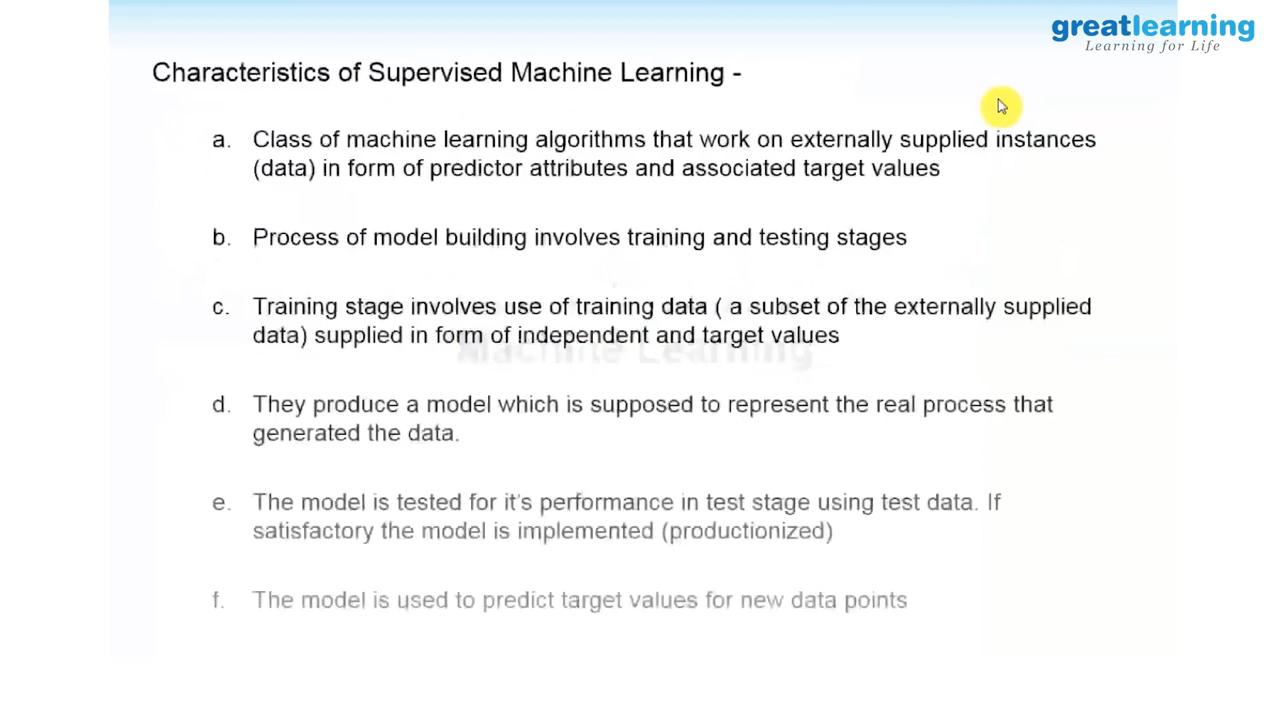 greatlearning
Learning for Life
Characteristics of Supervised Machine Learning -
a. Class of machine learning algorithms that work on externally supplied instances
(data) in form of predictor attributes and associated target values
b. Process of model building involves training and testing stages
c. Training stage involves use of training data ( a subset of the externally supplied
data) supplied in form of independent and target values
Machine Learning
d. They produce a model which is supposed to represent the real process that
generated the data.
e. The model is tested for it's performance in test stage using test data. If
satisfactory the model is implemented (productionized)
f. The model is used to predict target values for new data points